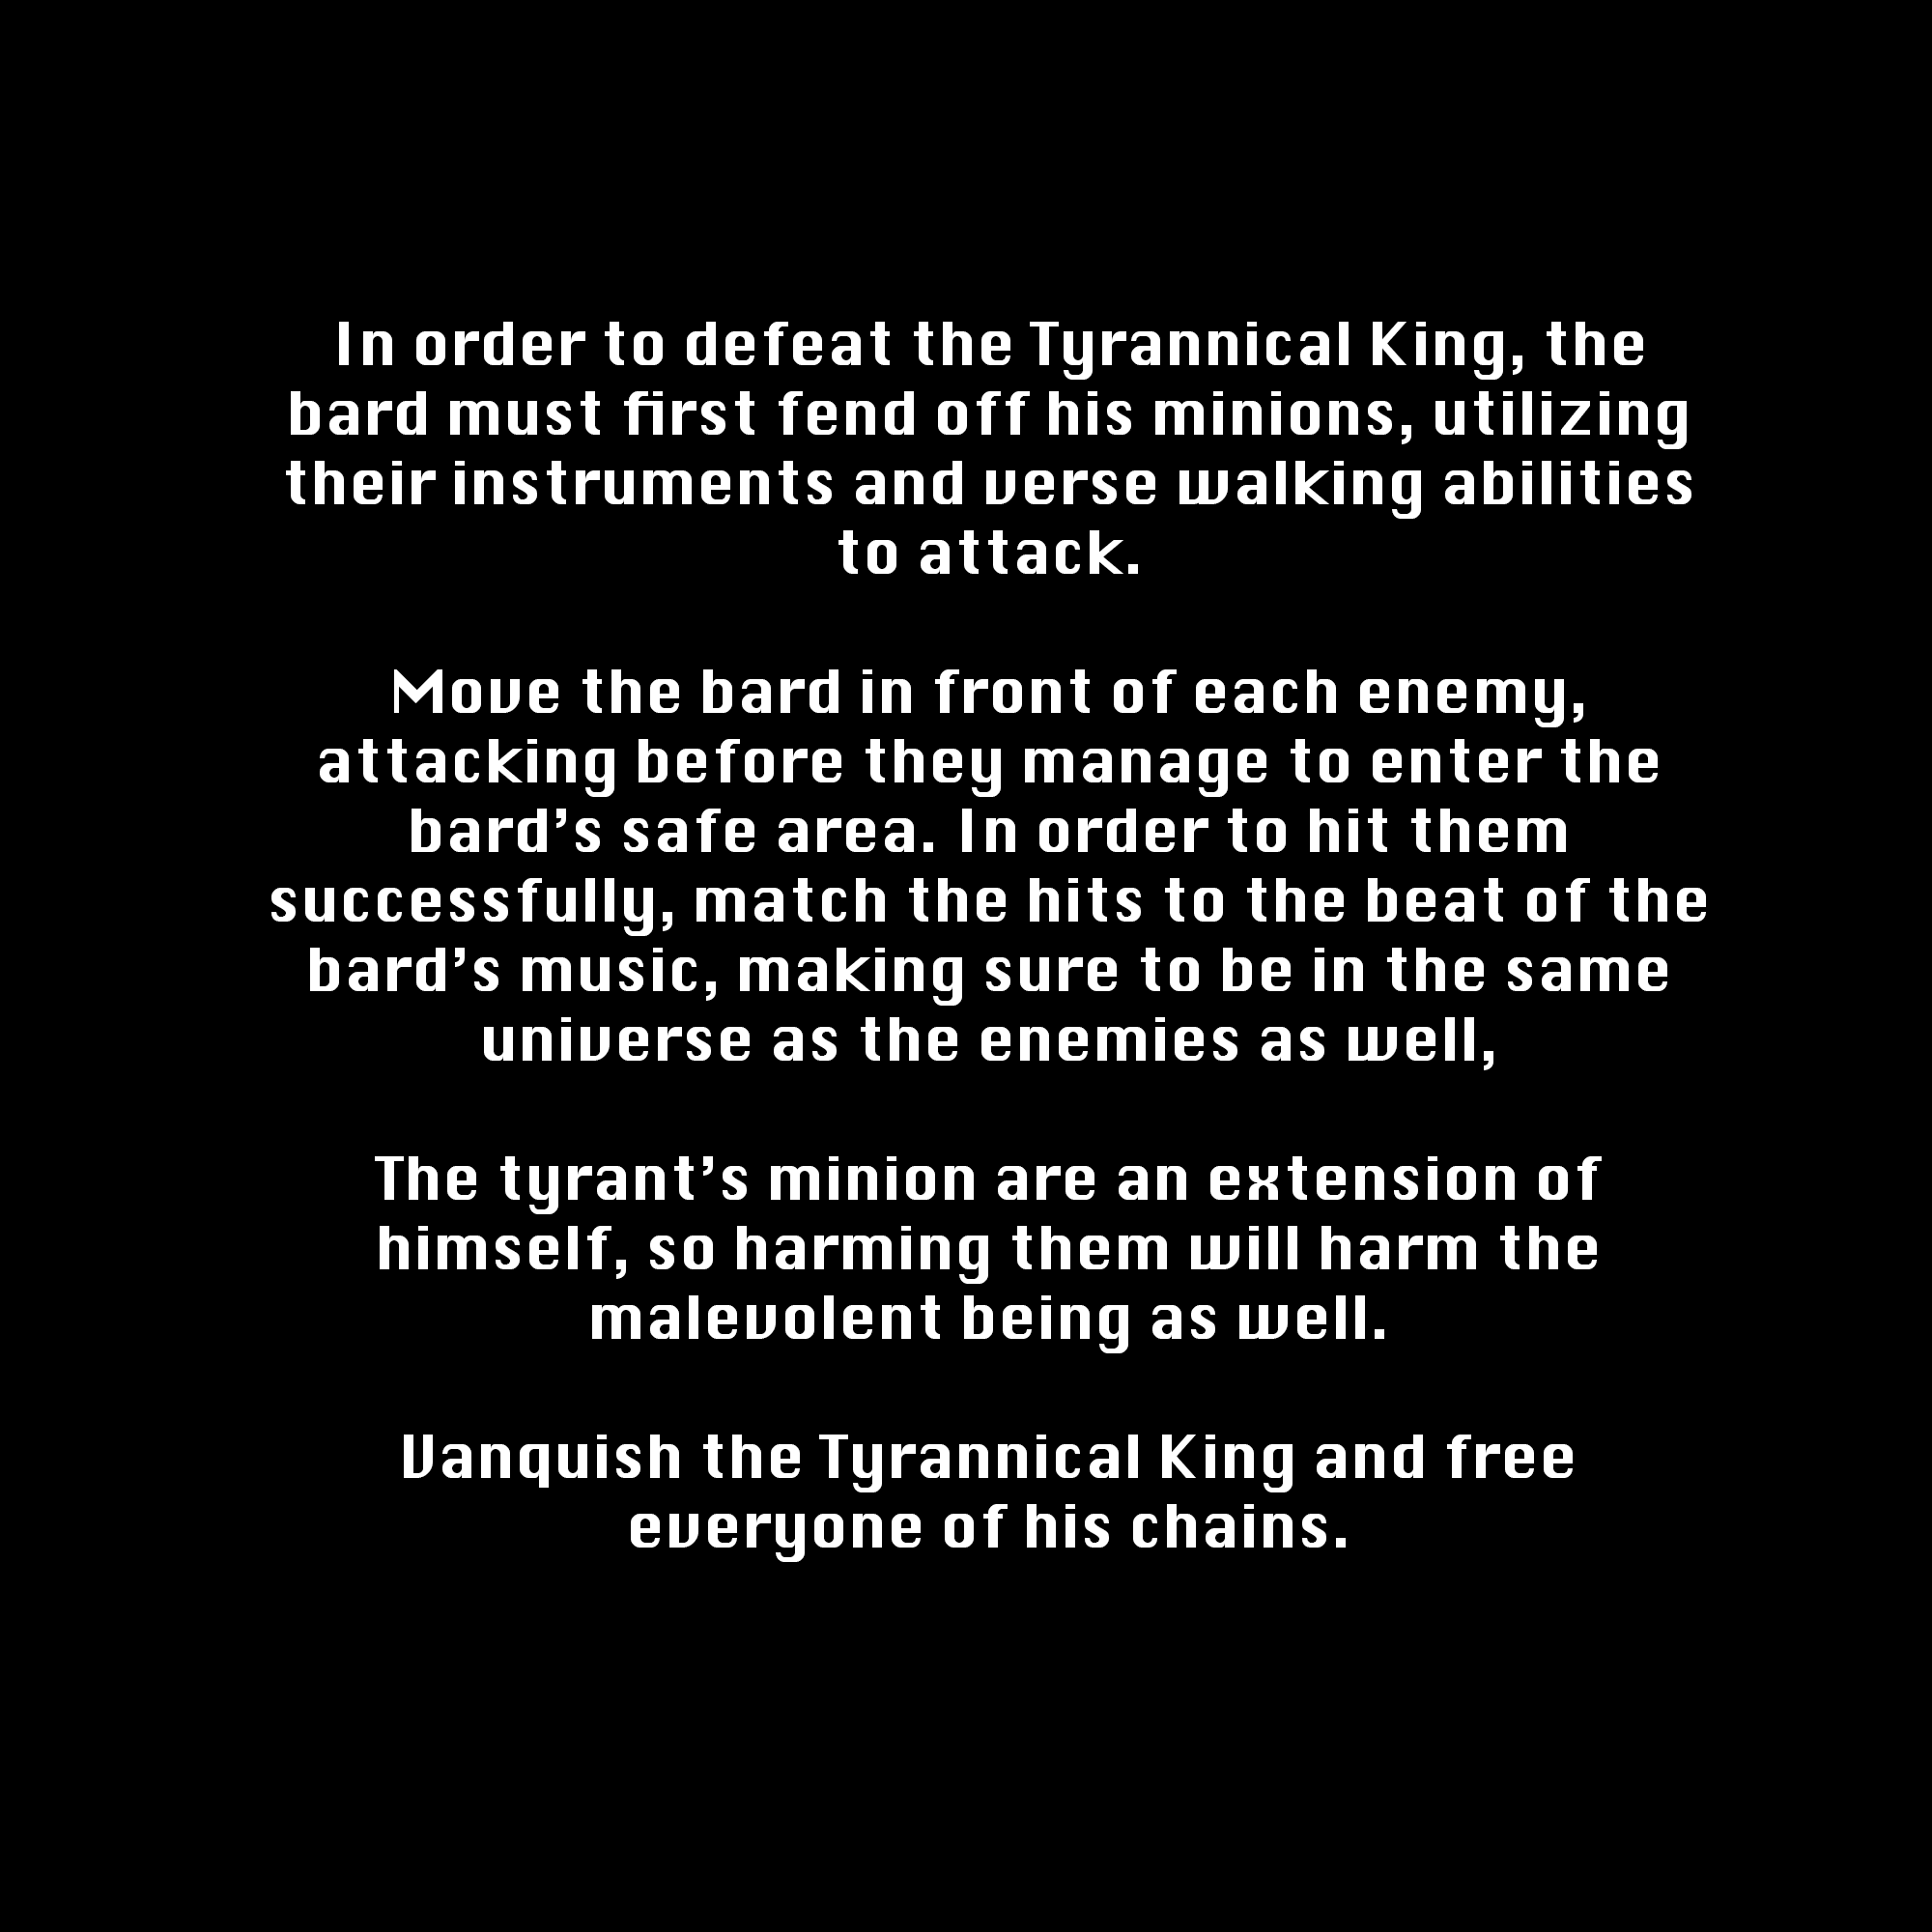 In order to defeat the Tyrannical King, the
bard must first fend off his minions, utilizing
their instruments and verse walking abilities
to attack.
Move the bard in front of each enemy,
attacking before they manage to enter the
bard’s safe area. In order to hit them
successfully, match the hits to the beat of the
bard’s music, making sure to be in the same
universe as the enemies as well,
The tyrant’s minion are an extension of
himself, so harming them will harm the
malevolent being as well.
Vanquish the Tyrannical King and free
everyone of his chains.